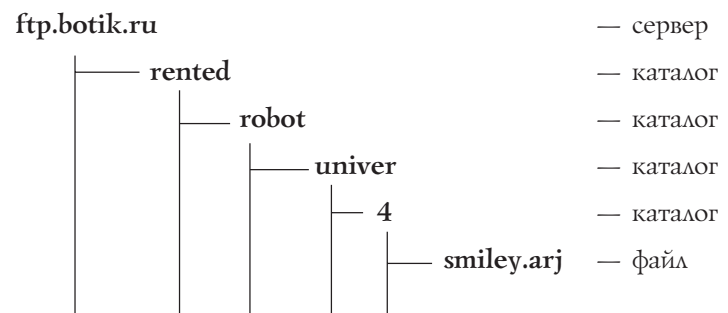 ftp.botik.ru — сервер
rented — каталог
robot — каталог
univer — каталог
4 — каталог
smiley.arj — файл